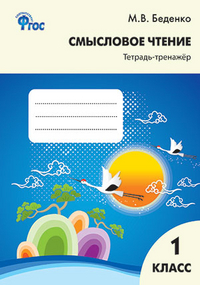 ФГОС
М.В. Беденко
СМЫСЛОВОЕ ЧТЕНИЕ
Тетрадь-тренажёр
1
КЛАСС